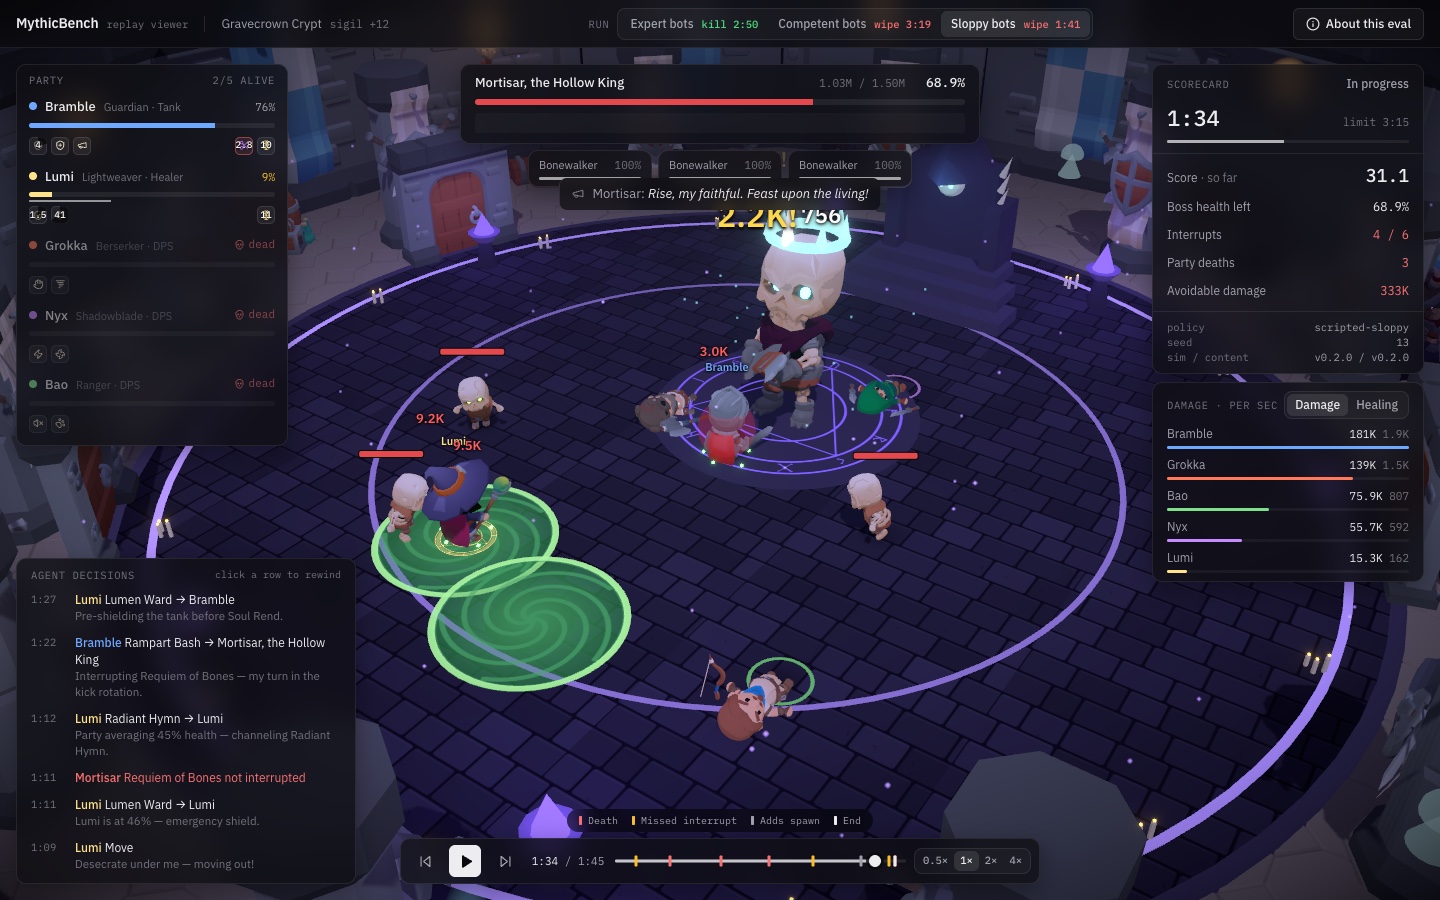 MythicBench replay viewer
Gravecrown Crypt sigil +12
RUN Expert bots kill 2:50 Competent bots wipe 3:19 Sloppy bots wipe 1:41
About this eval
PARTY 2/5 ALIVE
Bramble Guardian · Tank 76%
4 10
Lumi Lightweaver · Healer 9%
41 11
Grokka Berserker · DPS dead
Nyx Shadowblade · DPS dead
Bao Ranger · DPS dead
Mortisar, the Hollow King 1.03M / 1.50M 68.9%
Bonewalker 100% Bonewalker 100% Bonewalker 100%
Mortisar: Rise, my faithful. Feast upon the living!
2.2K! 756
3.0K
Bramble
9.2K
Lumi 9.5K
SCORECARD In progress
1:34 limit 3:15
Score · so far 31.1
Boss health left 68.9%
Interrupts 4 / 6
Party deaths 3
Avoidable damage 333K
policy scripted-sloppy
seed 13
sim / content v0.2.0 / v0.2.0
DAMAGE · PER SEC Damage Healing
Bramble 181K 1.9K
Grokka 139K 1.5K
Bao 75.9K 807
Nyx 55.7K 592
Lumi 15.3K 162
AGENT DECISIONS click a row to rewind
1:27 Lumi Lumen Ward → Bramble
Pre-shielding the tank before Soul Rend.
1:22 Bramble Rampart Bash → Mortisar, the Hollow
King
Interrupting Requiem of Bones — my turn in the
kick rotation.
1:12 Lumi Radiant Hymn → Lumi
Party averaging 45% health — channeling Radiant
Hymn.
1:11 Mortisar Requiem of Bones not interrupted
1:11 Lumi Lumen Ward → Lumi
Lumi is at 46% — emergency shield.
1:09 Lumi Move
Desecrate under me — moving out!
Death Missed interrupt Adds spawn End
1:34 / 1:45 0.5× 1× 2× 4×